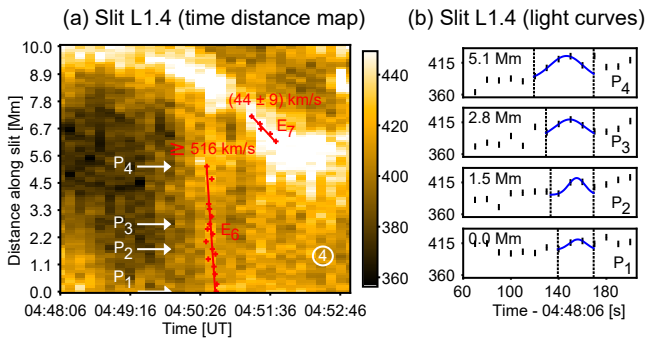 (a) Slit L1.4 (time distance map)
10.0
8.9
7.8
6.7
5.6
4.5
3.3
2.2
1.1
0.0
Distance along slit [Mm]
(44 ± 9) km/s
E7
≥ 516 km/s
P4
P3
E6
P2
4
P1
04:48:06 04:49:16 04:50:26 04:51:36 04:52:46
Time [UT]
440
420
400
380
360
(b) Slit L1.4 (light curves)
415
360
5.1 Mm
P4
415
360
2.8 Mm
P3
415
360
1.5 Mm
P2
415
360
0.0 Mm
P1
60 100 140 180
Time - 04:48:06 [s]